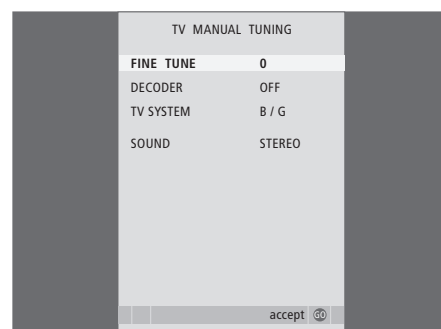 TV MANUAL TUNING
FINE TUNE 0
DECODER OFF
TV SYSTEM B / G
SOUND STEREO
accept GO